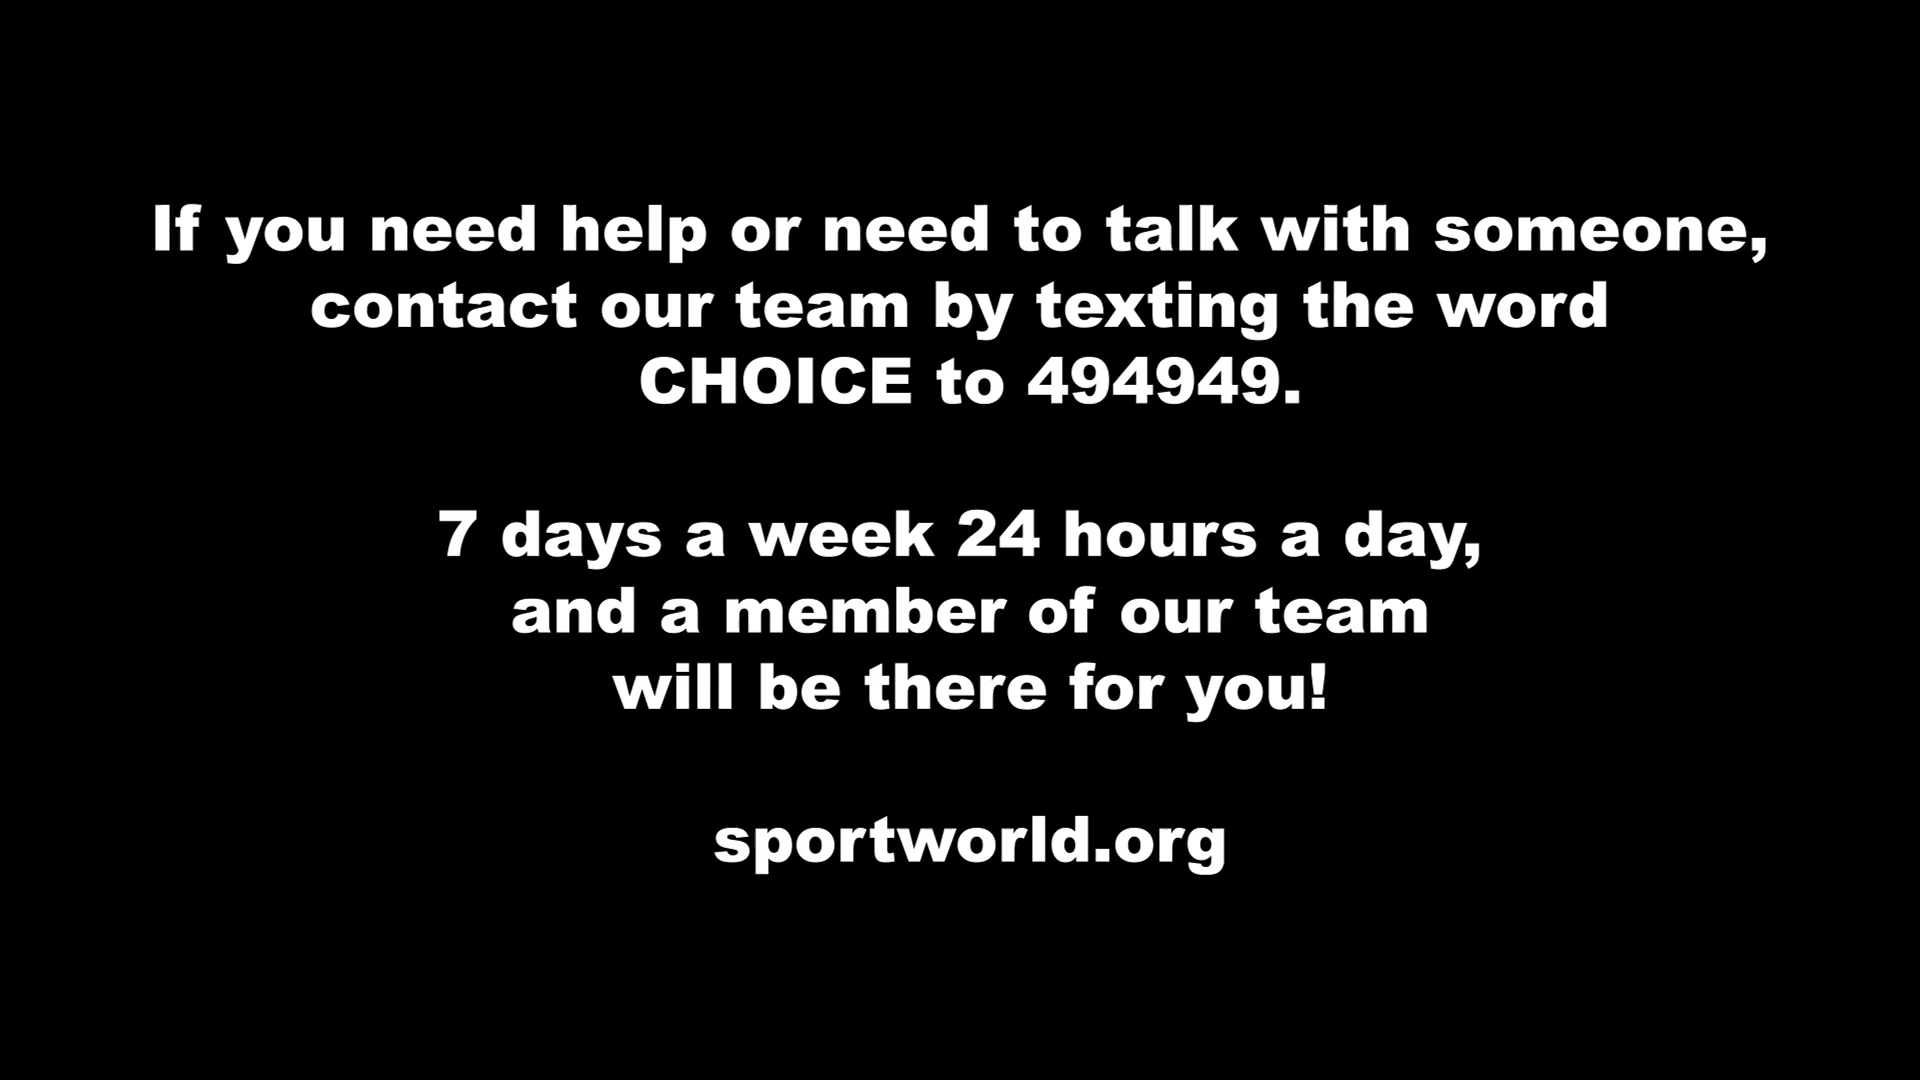 If you need help or need to talk with someone,
contact our team by texting the word
CHOICE to 494949.
7 days a week 24 hours a day,
and a member of our team
will be there for you!
sportworld.org